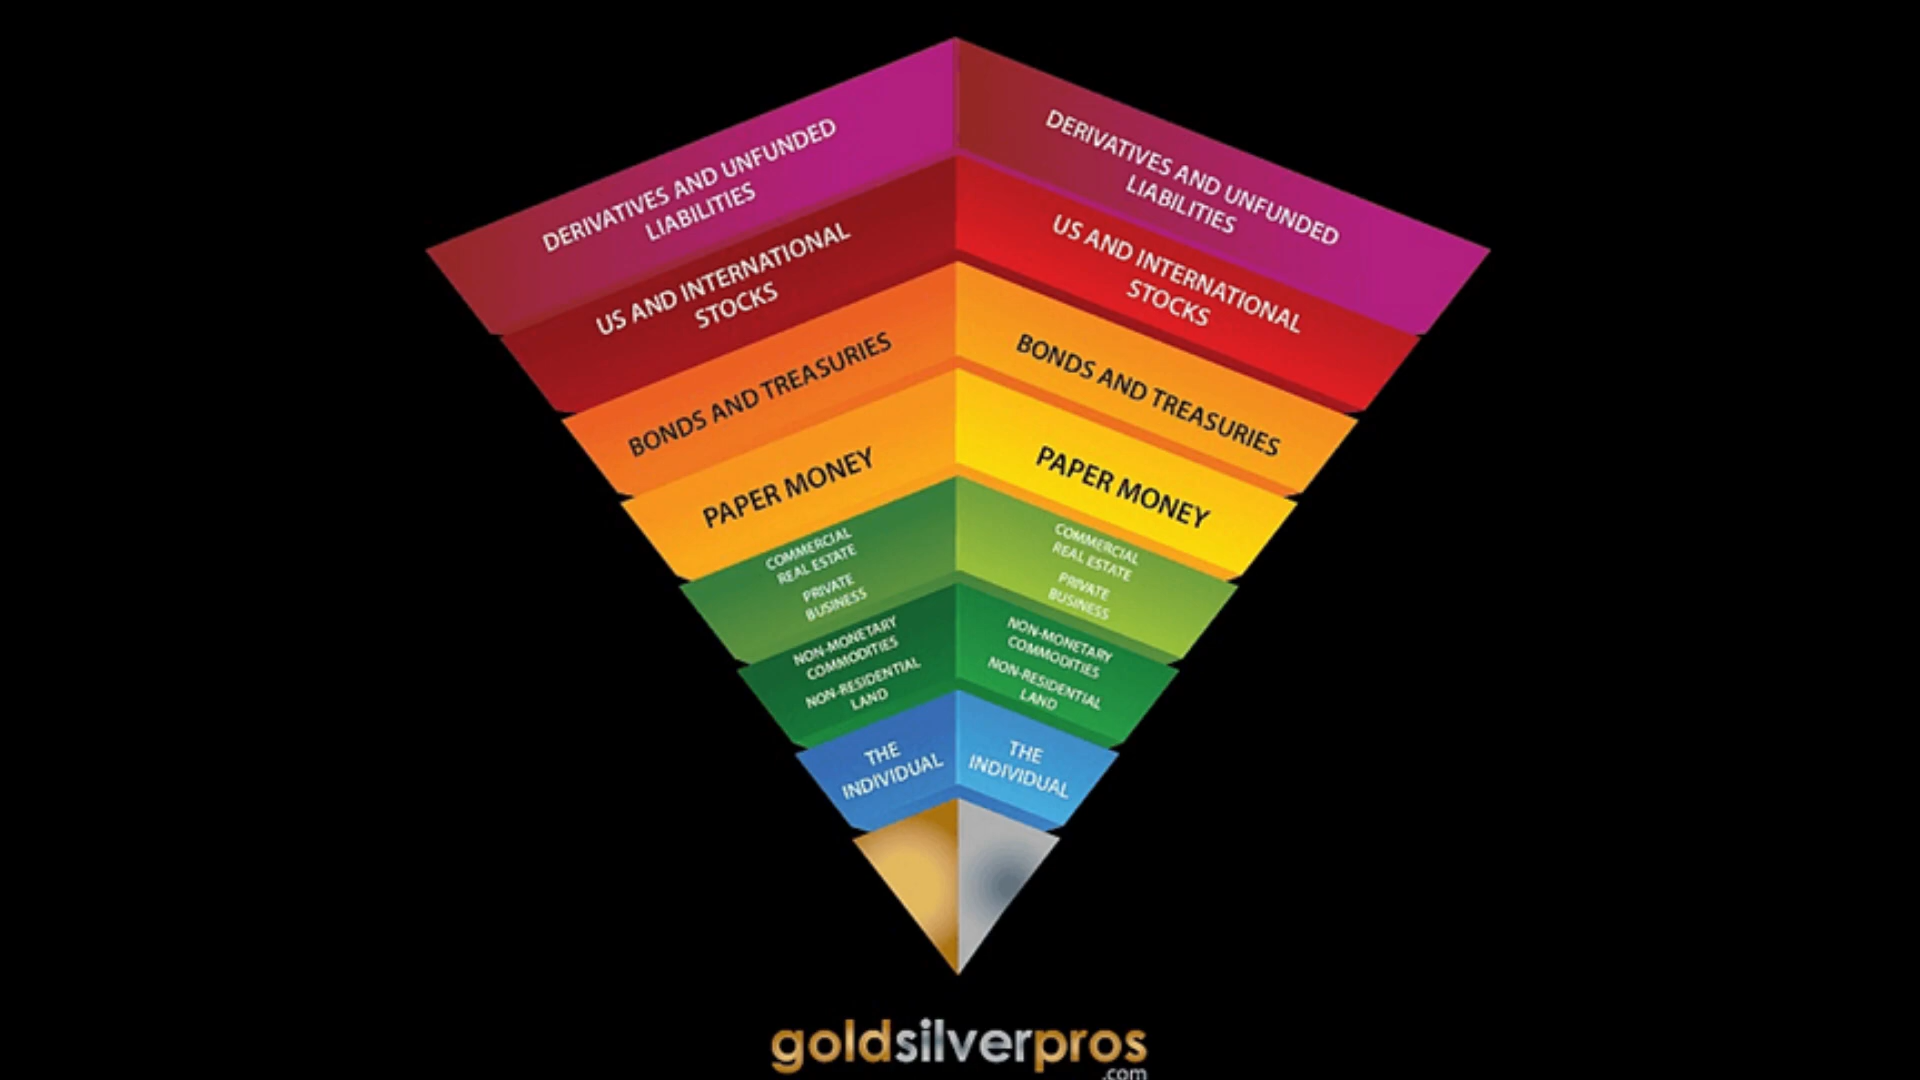 DERIVATIVES AND UNFUNDED
LIABILITIES
DERIVATIVES AND UNFUNDED
LIABILITIES
US AND INTERNATIONAL
STOCKS
US AND INTERNATIONAL
STOCKS
BONDS AND TREASURIES
BONDS AND TREASURIES
PAPER MONEY
PAPER MONEY
COMMERCIAL
REAL ESTATE
PRIVATE
BUSINESS
COMMERCIAL
REAL ESTATE
PRIVATE
BUSINESS
NON-MONETARY
COMMODITIES
NON-RESIDENTIAL
LAND
NON-MONETARY
COMMODITIES
NON-RESIDENTIAL
LAND
THE
INDIVIDUAL
THE
INDIVIDUAL
goldsilverpros
.com